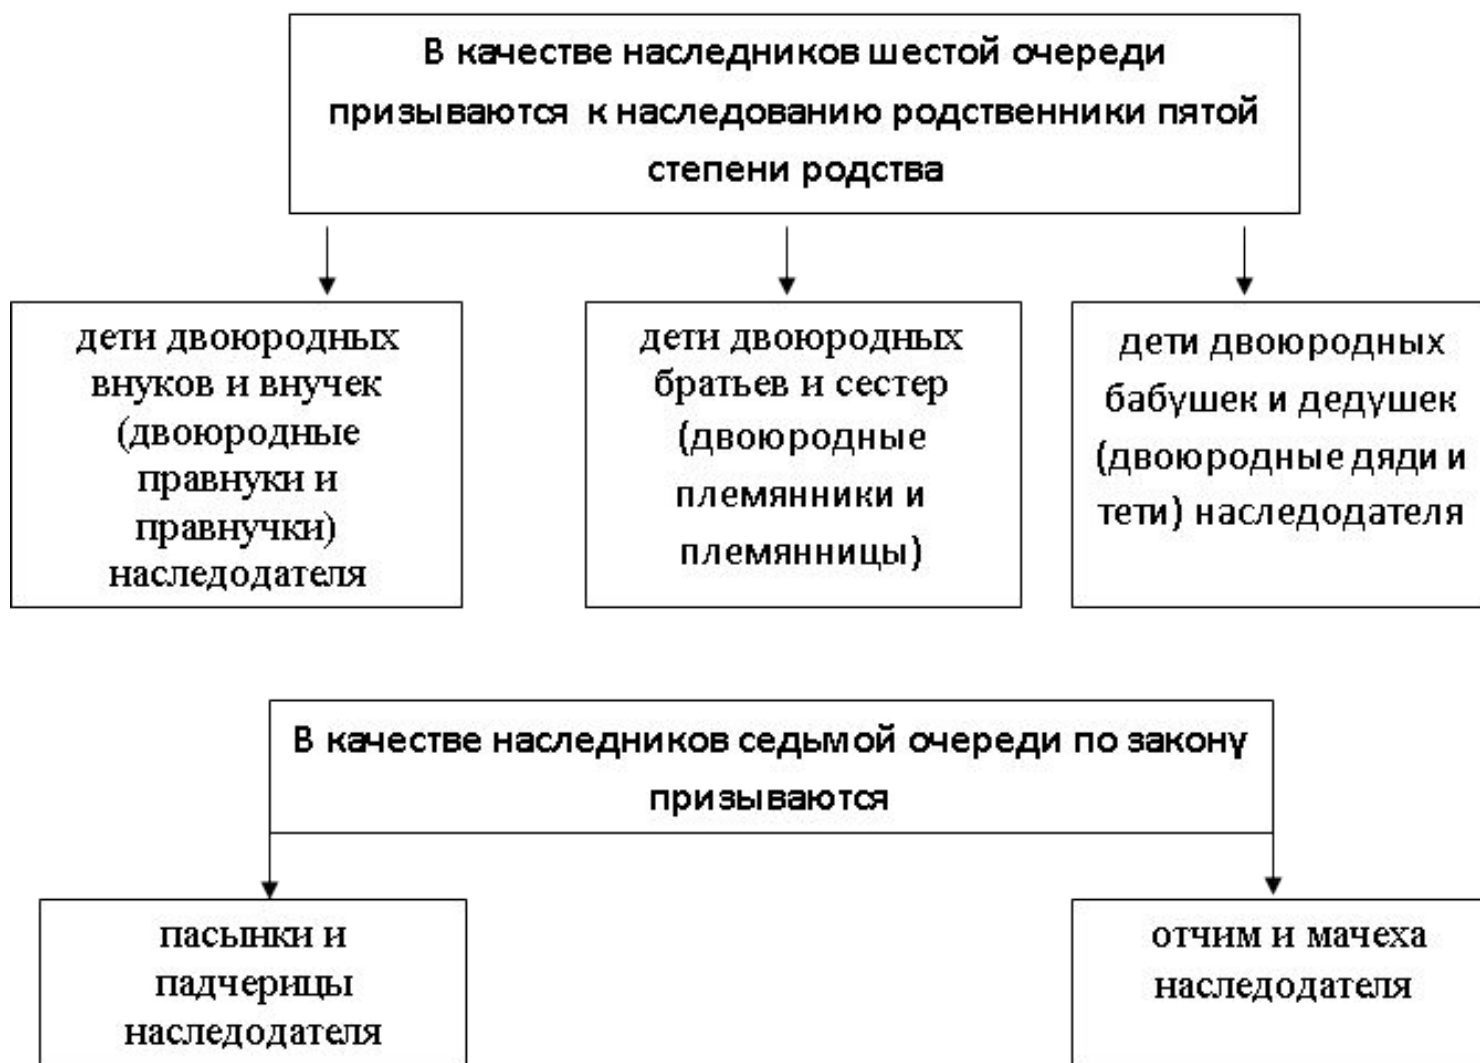 В качестве наследников шестой очереди
призываются к наследованию родственники пятой
степени родства
дети двоюродных
внуков и внучек
(двоюродные
правнуки и
правнучки)
наследодателя
дети двоюродных
братьев и сестер
(двоюродные
племянники и
племянницы)
дети двоюродных
бабушек и дедушек
(двоюродные дяди и
тети) наследодателя
В качестве наследников седьмой очереди по закону
призываются
пасынки и
падчерицы
наследодателя
отчим и мачеха
наследодателя